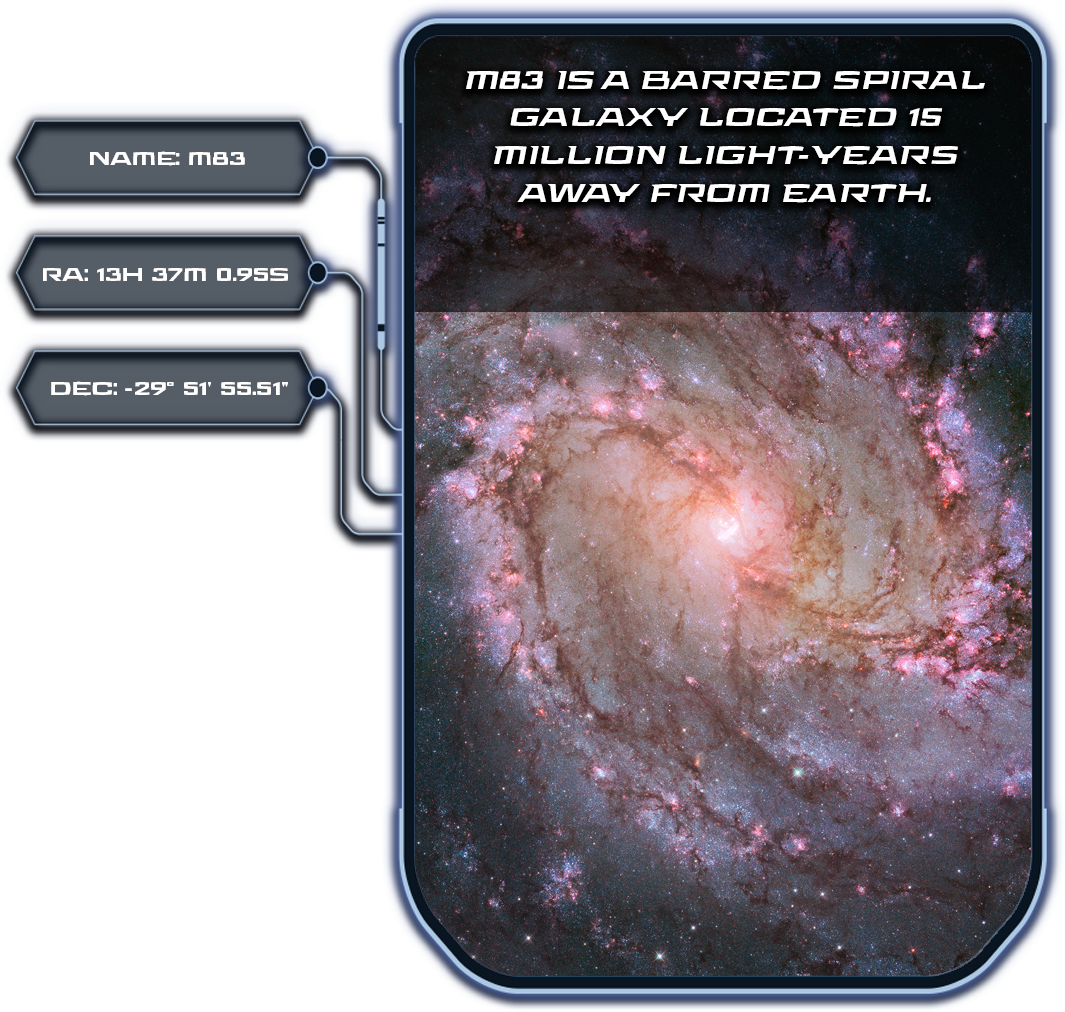 NAME: M83
RA: 13H 37M 0.95S
DEC: -29° 51' 55.51"
M83 IS A BARRED SPIRAL
GALAXY LOCATED 15
MILLION LIGHT-YEARS
AWAY FROM EARTH.